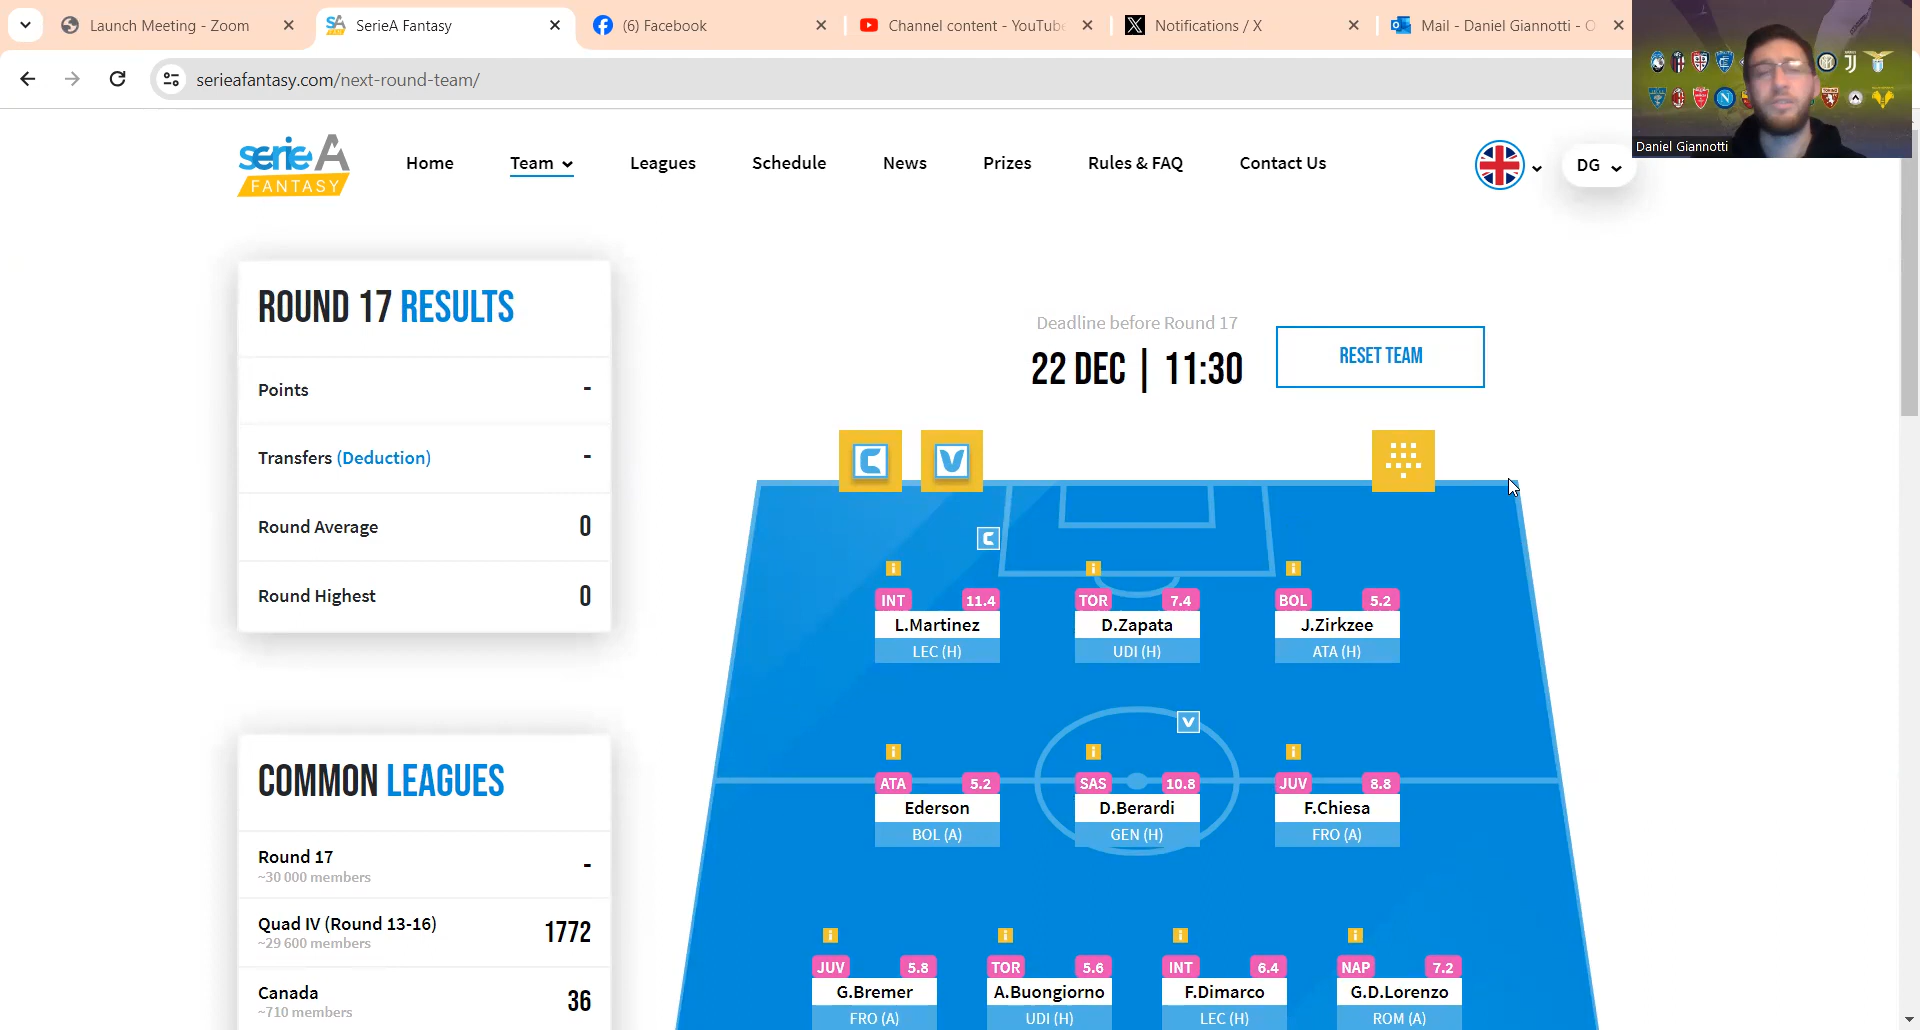 Launch Meeting - Zoom
SerieA Fantasy
(6) Facebook
Channel content - YouTube
Notifications / X
Mail - Daniel Giannotti - O
serieafantasy.com/next-round-team/
Daniel Giannotti
serie A
FANTASY
Home
Team
Leagues
Schedule
News
Prizes
Rules & FAQ
Contact Us
DG
ROUND 17 RESULTS
Points -
Transfers (Deduction) -
Round Average 0
Round Highest 0
COMMON LEAGUES
Round 17 -
~30 000 members
Quad IV (Round 13-16) 1772
~29 600 members
Canada 36
~710 members
Deadline before Round 17
22 DEC | 11:30
RESET TEAM
C V
C
i i i
INT 11.4 TOR 7.4 BOL 5.2
L.Martinez D.Zapata J.Zirkzee
LEC (H) UDI (H) ATA (H)
V
i i i
ATA 5.2 SAS 10.8 JUV 8.8
Ederson D.Berardi F.Chiesa
BOL (A) GEN (H) FRO (A)
i i i i
JUV 5.8 TOR 5.6 INT 6.4 NAP 7.2
G.Bremer A.Buongiorno F.Dimarco G.D.Lorenzo
FRO (A) UDI (H) LEC (H) ROM (A)